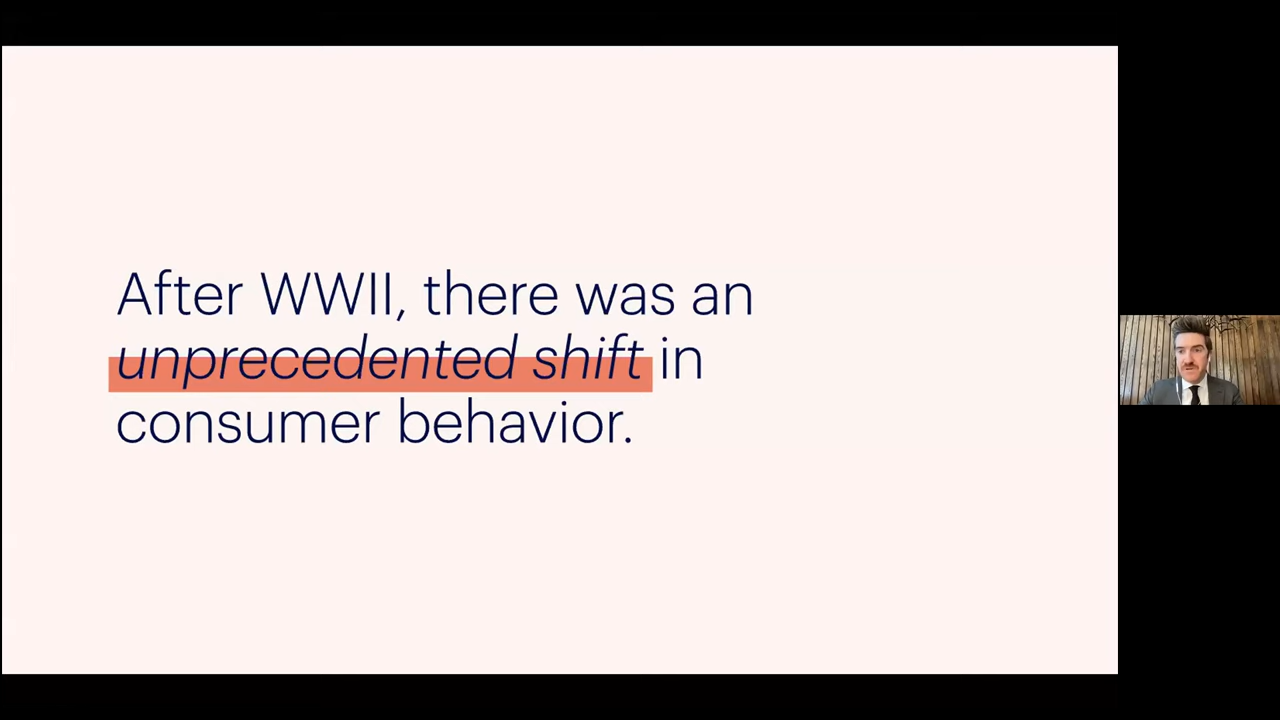 After WWII, there was an
unprecedented shift in
consumer behavior.